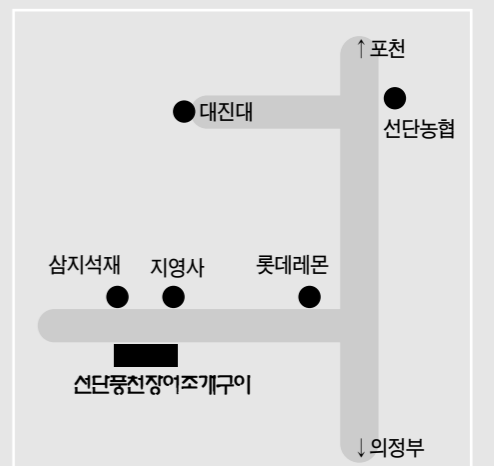 ↑포천
대진대
선단농협
삼지석재
지영사
롯데레몬
선단풍천장어조개구이
↓의정부